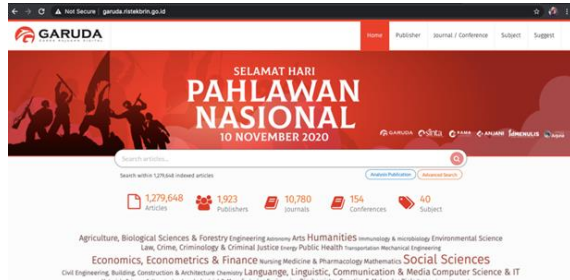 Not Secure | garuda.ristekbrin.go.id
GARUDA
Home Publisher Journal / Conference Subject Suggest
SELAMAT HARI
PAHLAWAN
NASIONAL
10 NOVEMBER 2020
GARUDA Sinta RAMA ANJANI
Search articles...
Search within 1,279,648 indexed articles
Analysis Publication Advanced Search
1,279,648 1,923 10,780 154 40
Articles Publishers Journals Conferences Subject
Agriculture, Biological Sciences & Forestry Engineering Astronomy Arts Humanities Immunology & microbiology Environmental Science
Law, Crime, Criminology & Criminal Justice Energy Public Health Transportation Mechanical Engineering
Economics, Econometrics & Finance Nursing Medicine & Pharmacology Mathematics Social Sciences
Civil Engineering, Building, Construction & Architecture Chemistry Languange, Linguistic, Communication & Media Computer Science & IT